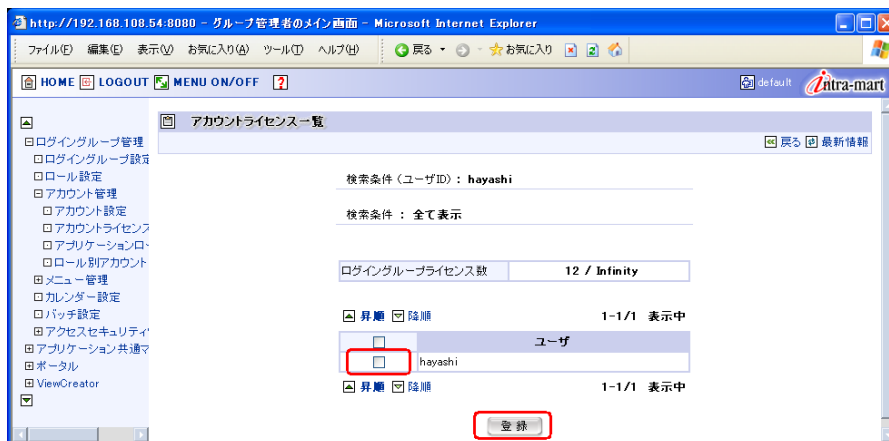 http://192.168.108.54:8080 - グループ管理者のメイン画面 - Microsoft Internet Explorer
ファイル(F) 編集(E) 表示(V) お気に入り(A) ツール(T) ヘルプ(H) 戻る お気に入り
HOME LOGOUT MENU ON/OFF ? default intra-mart
アカウントライセンス一覧
戻る 最新情報
ログイングループ管理
ログイングループ設定
ロール設定
アカウント管理
アカウント設定
アカウントライセンス
アプリケーションロー
ロール別アカウント
メニュー管理
カレンダー設定
バッチ設定
アクセスセキュリティ
アプリケーション共通マ
ポータル
ViewCreator
検索条件(ユーザID): hayashi
検索条件 : 全て表示
ログイングループライセンス数 12 / Infinity
昇順 降順 1-1/1 表示中
ユーザ
hayashi
昇順 降順 1-1/1 表示中
登録